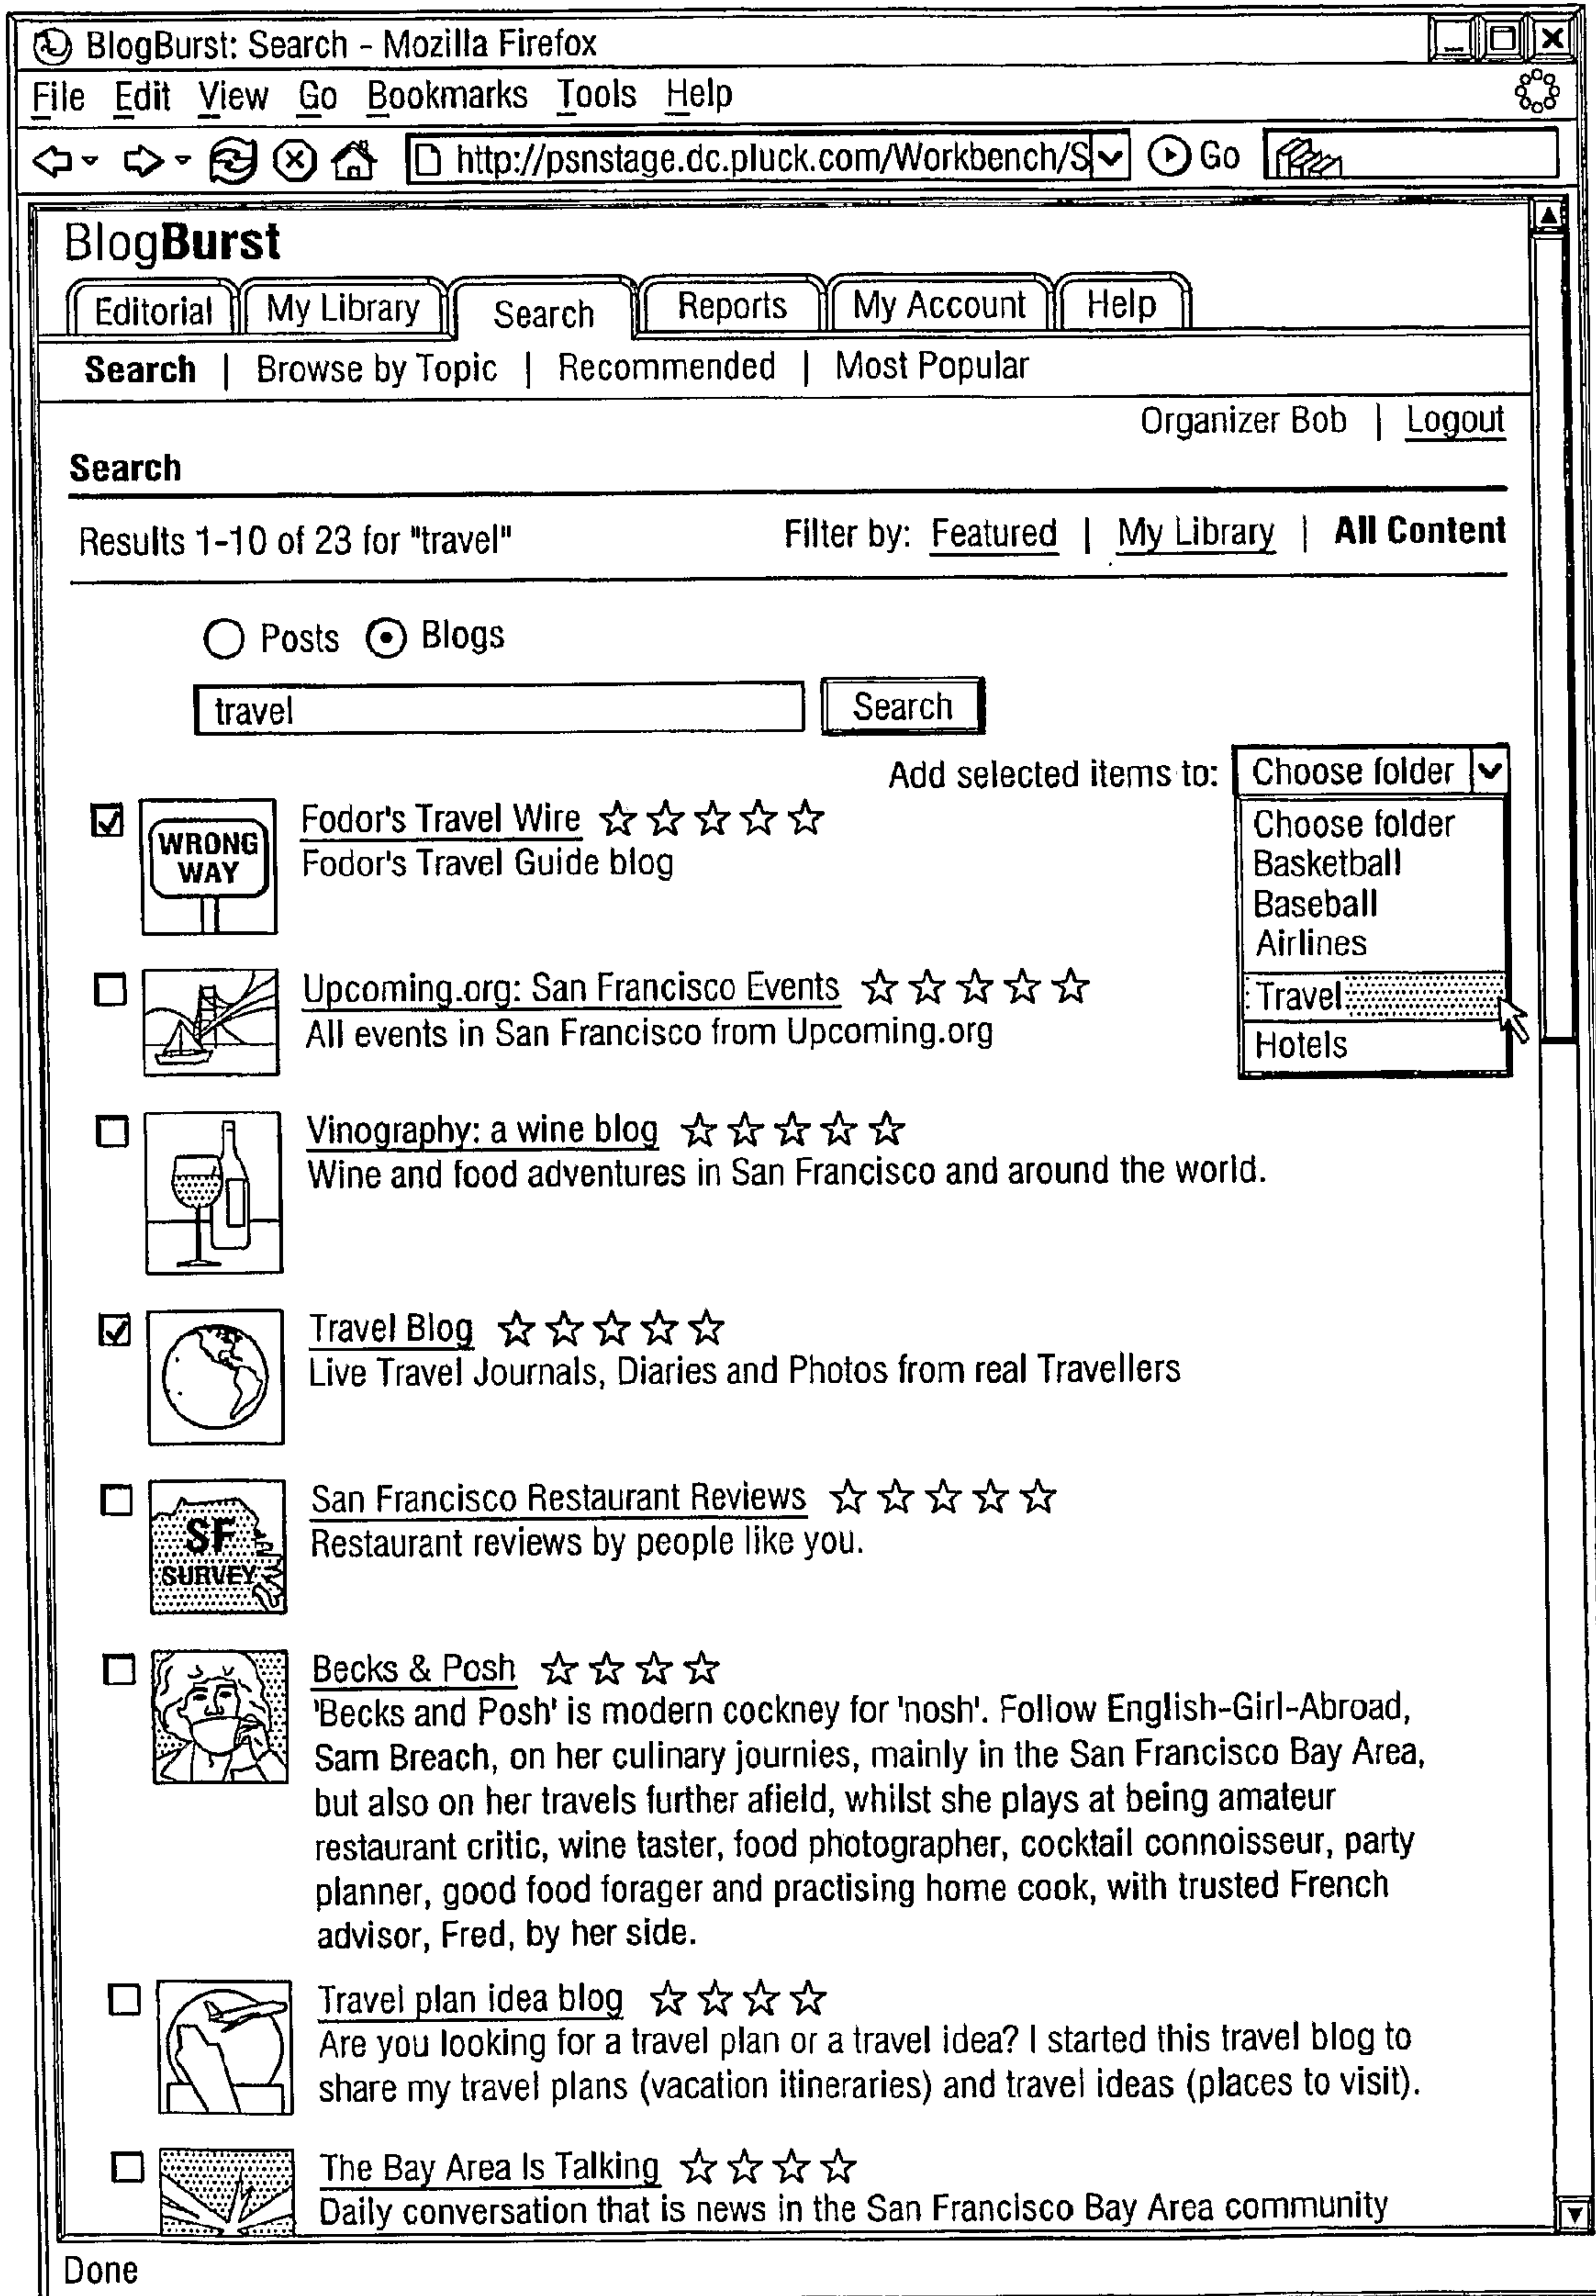 BlogBurst: Search - Mozilla Firefox
File Edit View Go Bookmarks Tools Help
http://psnstage.dc.pluck.com/Workbench/S Go
BlogBurst
Editorial My Library Search Reports My Account Help
Search | Browse by Topic | Recommended | Most Popular
Organizer Bob | Logout
Search
Results 1-10 of 23 for "travel" Filter by: Featured | My Library | All Content
Posts Blogs
travel Search
Add selected items to: Choose folder
Choose folder
Basketball
Baseball
Airlines
Travel
Hotels
WRONG
WAY
Fodor's Travel Wire
Fodor's Travel Guide blog
Upcoming.org: San Francisco Events
All events in San Francisco from Upcoming.org
Vinography: a wine blog
Wine and food adventures in San Francisco and around the world.
Travel Blog
Live Travel Journals, Diaries and Photos from real Travellers
SF
SURVEY
San Francisco Restaurant Reviews
Restaurant reviews by people like you.
Becks & Posh
'Becks and Posh' is modern cockney for 'nosh'. Follow English-Girl-Abroad,
Sam Breach, on her culinary journies, mainly in the San Francisco Bay Area,
but also on her travels further afield, whilst she plays at being amateur
restaurant critic, wine taster, food photographer, cocktail connoisseur, party
planner, good food forager and practising home cook, with trusted French
advisor, Fred, by her side.
Travel plan idea blog
Are you looking for a travel plan or a travel idea? I started this travel blog to
share my travel plans (vacation itineraries) and travel ideas (places to visit).
The Bay Area Is Talking
Daily conversation that is news in the San Francisco Bay Area community
Done